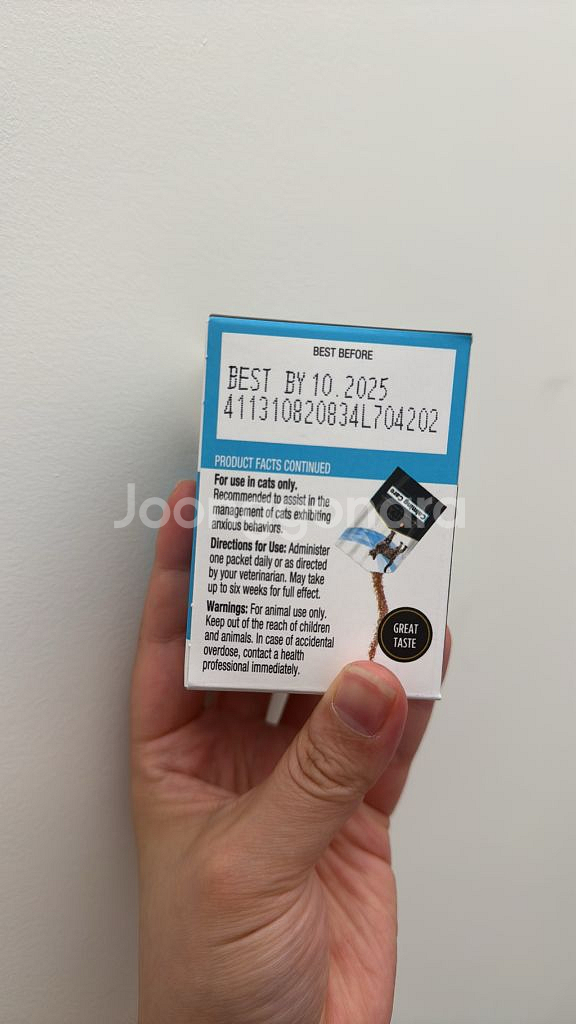 BEST BEFORE
BEST BY 10.2025
411310820834L704202
PRODUCT FACTS CONTINUED
For use in cats only.
Recommended to assist in the
management of cats exhibiting
anxious behaviors.
Directions for Use: Administer
one packet daily or as directed
by your veterinarian. May take
up to six weeks for full effect.
Warnings: For animal use only.
Keep out of the reach of children
and animals. In case of accidental
overdose, contact a health
professional immediately.
GREAT
TASTE
Joonggonara